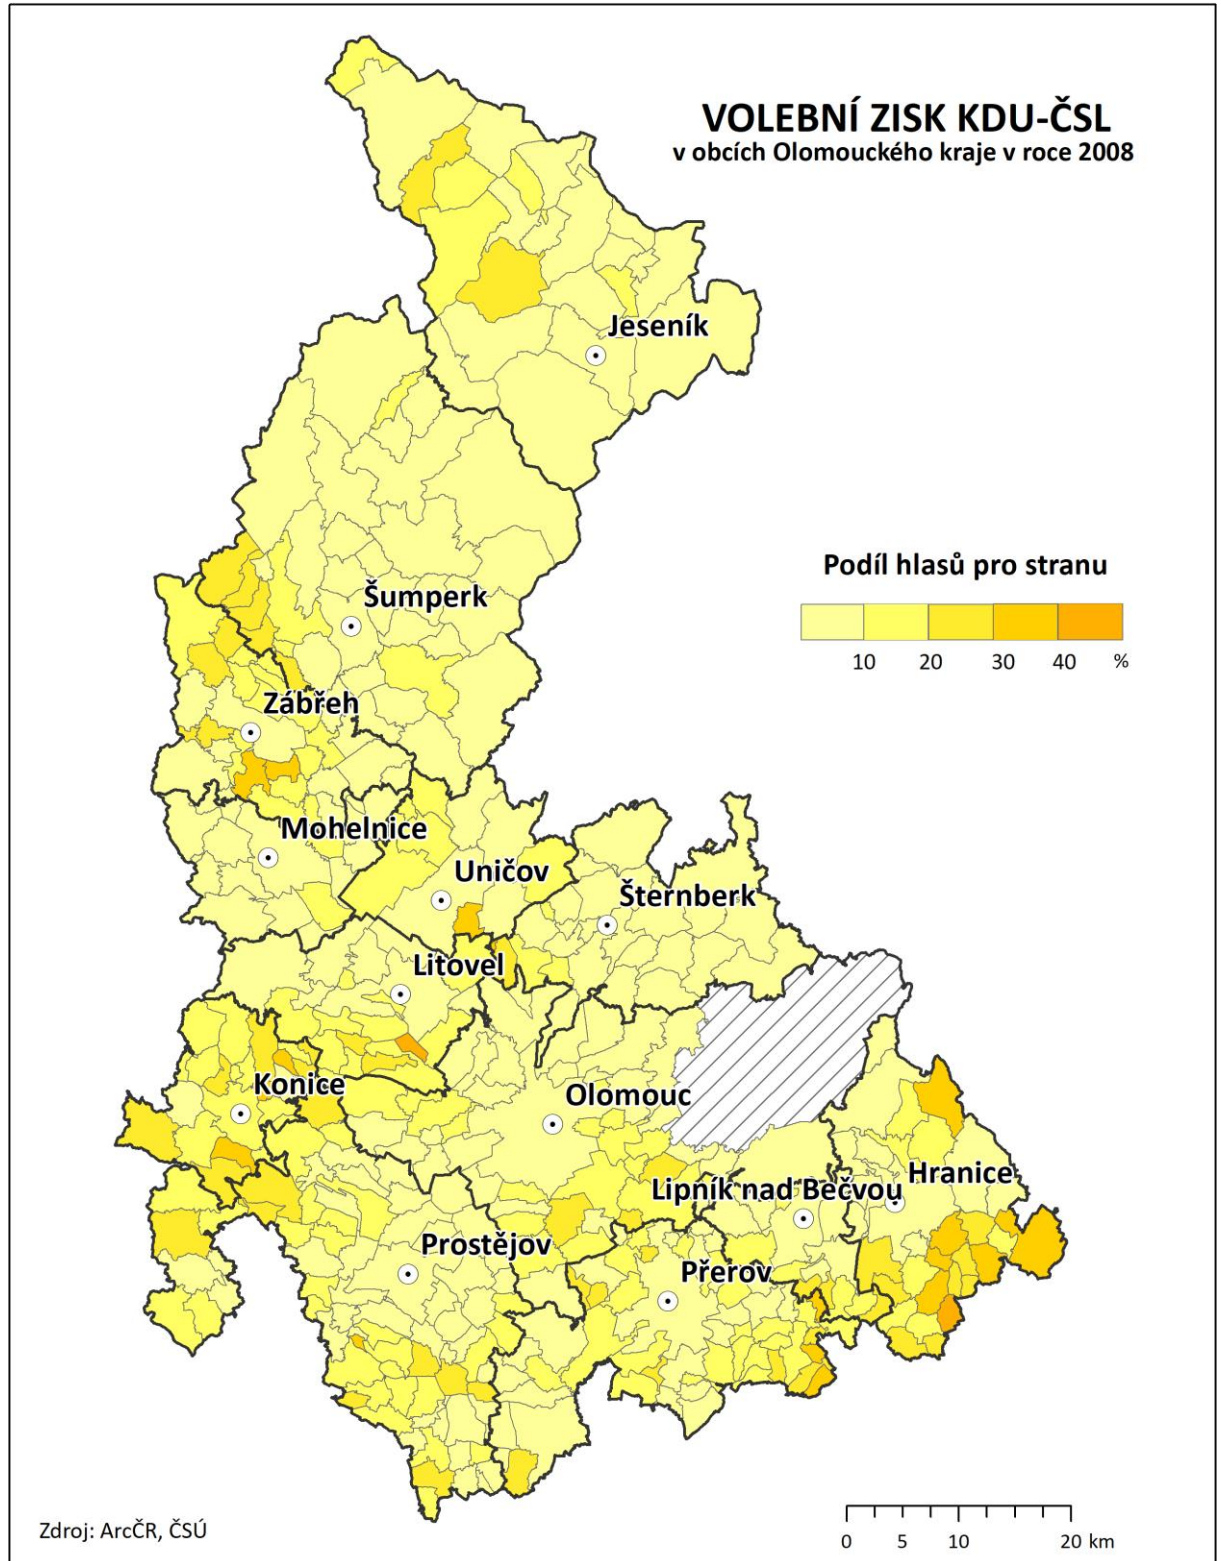 VOLEBNÍ ZISK KDU-ČSL
v obcích Olomouckého kraje v roce 2008
Jeseník
Podíl hlasů pro stranu
10 20 30 40 %
Šumperk
Zábřeh
Mohelnice
Uničov
Šternberk
Litovel
Konice
Olomouc
Hranice
Lipník nad Bečvou
Prostějov
Přerov
Zdroj: ArcČR, ČSÚ
0 5 10 20 km